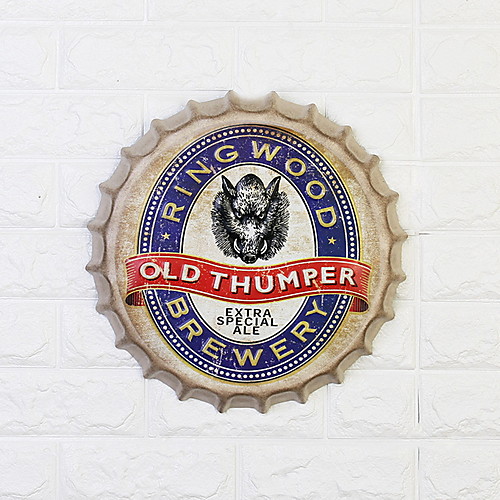 RINGWOOD
OLD THUMPER
EXTRA
SPECIAL
ALE
BREWERY